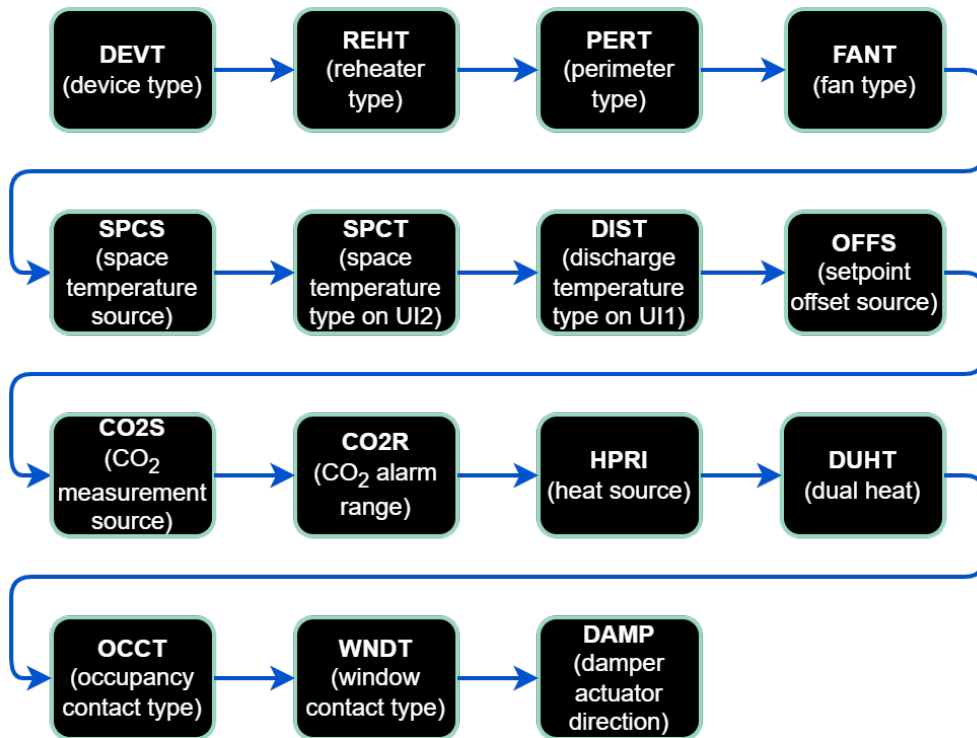 DEVT
(device type)
REHT
(reheater
type)
PERT
(perimeter
type)
FANT
(fan type)
SPCS
(space
temperature
source)
SPCT
(space
temperature
type on UI2)
DIST
(discharge
temperature
type on UI1)
OFFS
(setpoint
offset source)
CO2S
(CO₂
measurement
source)
CO2R
(CO₂ alarm
range)
HPRI
(heat source)
DUHT
(dual heat)
OCCT
(occupancy
contact type)
WNDT
(window
contact type)
DAMP
(damper
actuator
direction)